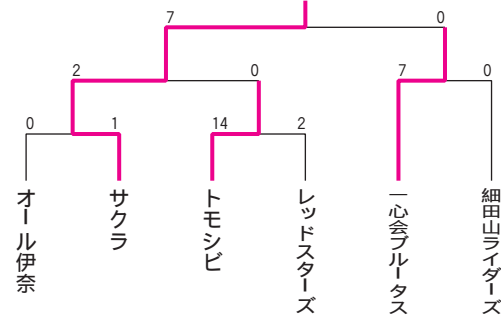 7 0
2 0 7 0
0 1 14 2
オール伊奈
サクラ
トモシビ
レッドスターズ
一心会ブルータス
細田山ライダーズ